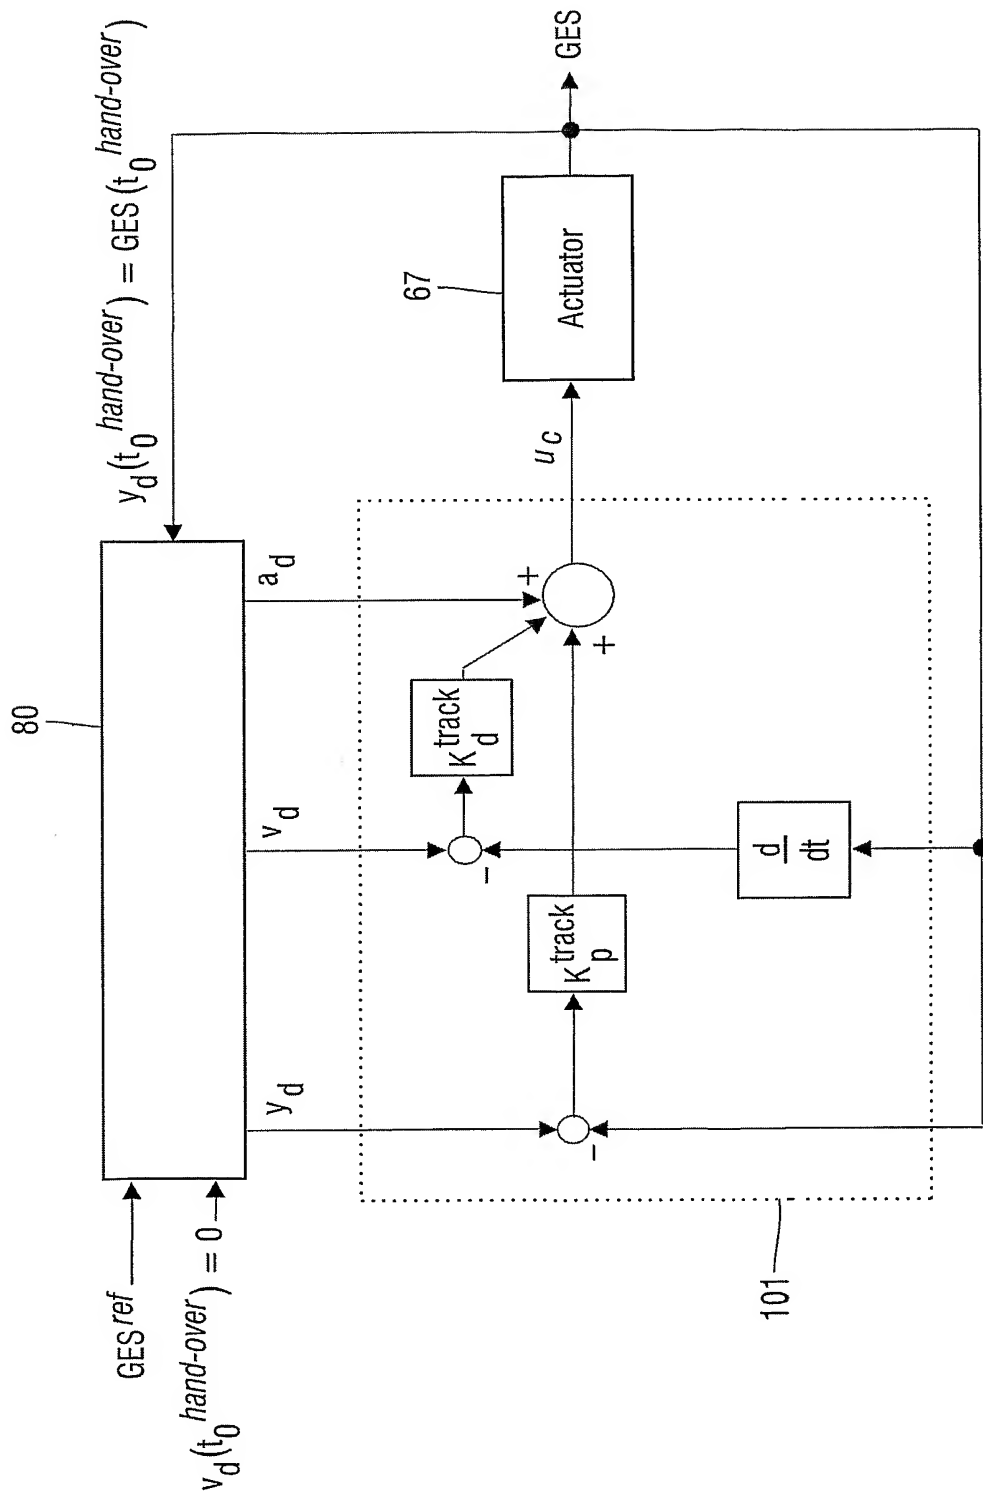 80
GES^ref
v_d(t_0^hand-over) = 0
y_d(t_0^hand-over) = GES(t_0^hand-over)
y_d
v_d
a_d
-
K_p^track
-
K_d^track
+
+
d
dt
u_c
67
Actuator
GES
101